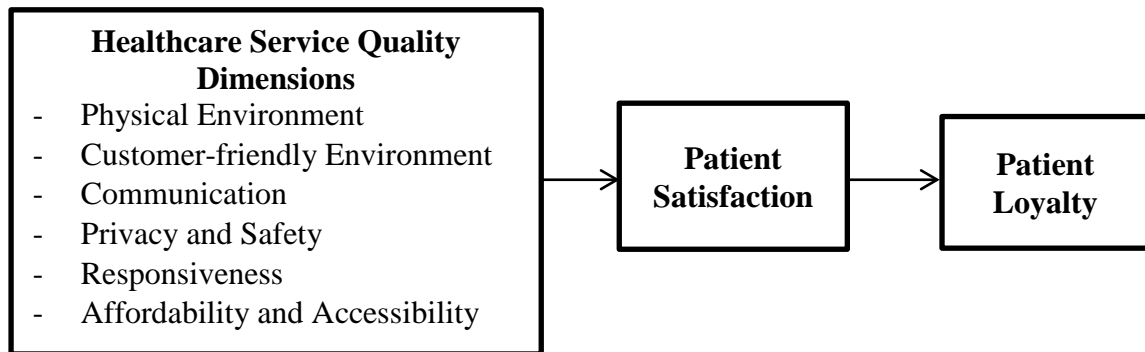 Healthcare Service Quality
Dimensions
- Physical Environment
- Customer-friendly Environment
- Communication
- Privacy and Safety
- Responsiveness
- Affordability and Accessibility
Patient
Satisfaction
Patient
Loyalty